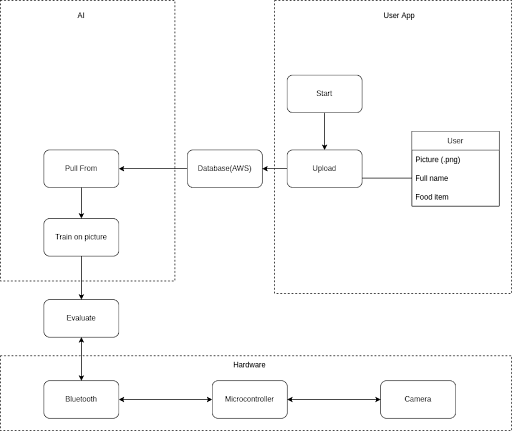 AI
User App
Start
User
Picture (.png)
Full name
Food item
Pull From
Database(AWS)
Upload
Train on picture
Evaluate
Hardware
Bluetooth
Microcontroller
Camera